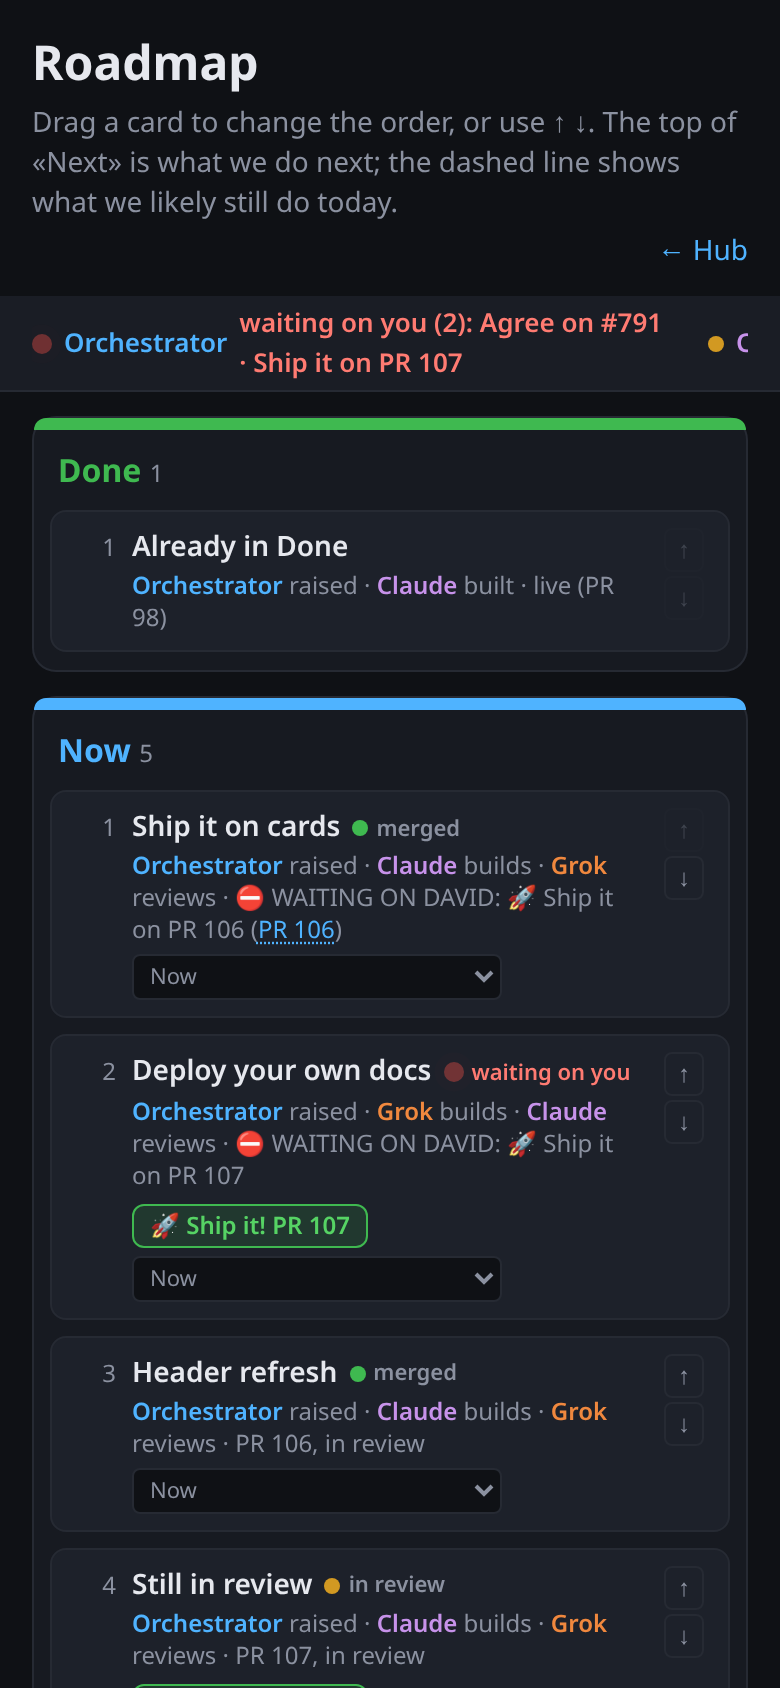 Roadmap
Drag a card to change the order, or use ↑ ↓. The top of
«Next» is what we do next; the dashed line shows
what we likely still do today.
← Hub
Orchestrator waiting on you (2): Agree on #791
· Ship it on PR 107
Done 1
1 Already in Done ↑
Orchestrator raised · Claude built · live (PR ↓
98)
Now 5
1 Ship it on cards merged ↑
Orchestrator raised · Claude builds · Grok ↓
reviews · ⛔ WAITING ON DAVID: 🚀 Ship it
on PR 106 (PR 106)
Now
2 Deploy your own docs waiting on you ↑
Orchestrator raised · Grok builds · Claude ↓
reviews · ⛔ WAITING ON DAVID: 🚀 Ship it
on PR 107
🚀 Ship it! PR 107
Now
3 Header refresh merged ↑
Orchestrator raised · Claude builds · Grok ↓
reviews · PR 106, in review
Now
4 Still in review in review ↑
Orchestrator raised · Claude builds · Grok ↓
reviews · PR 107, in review